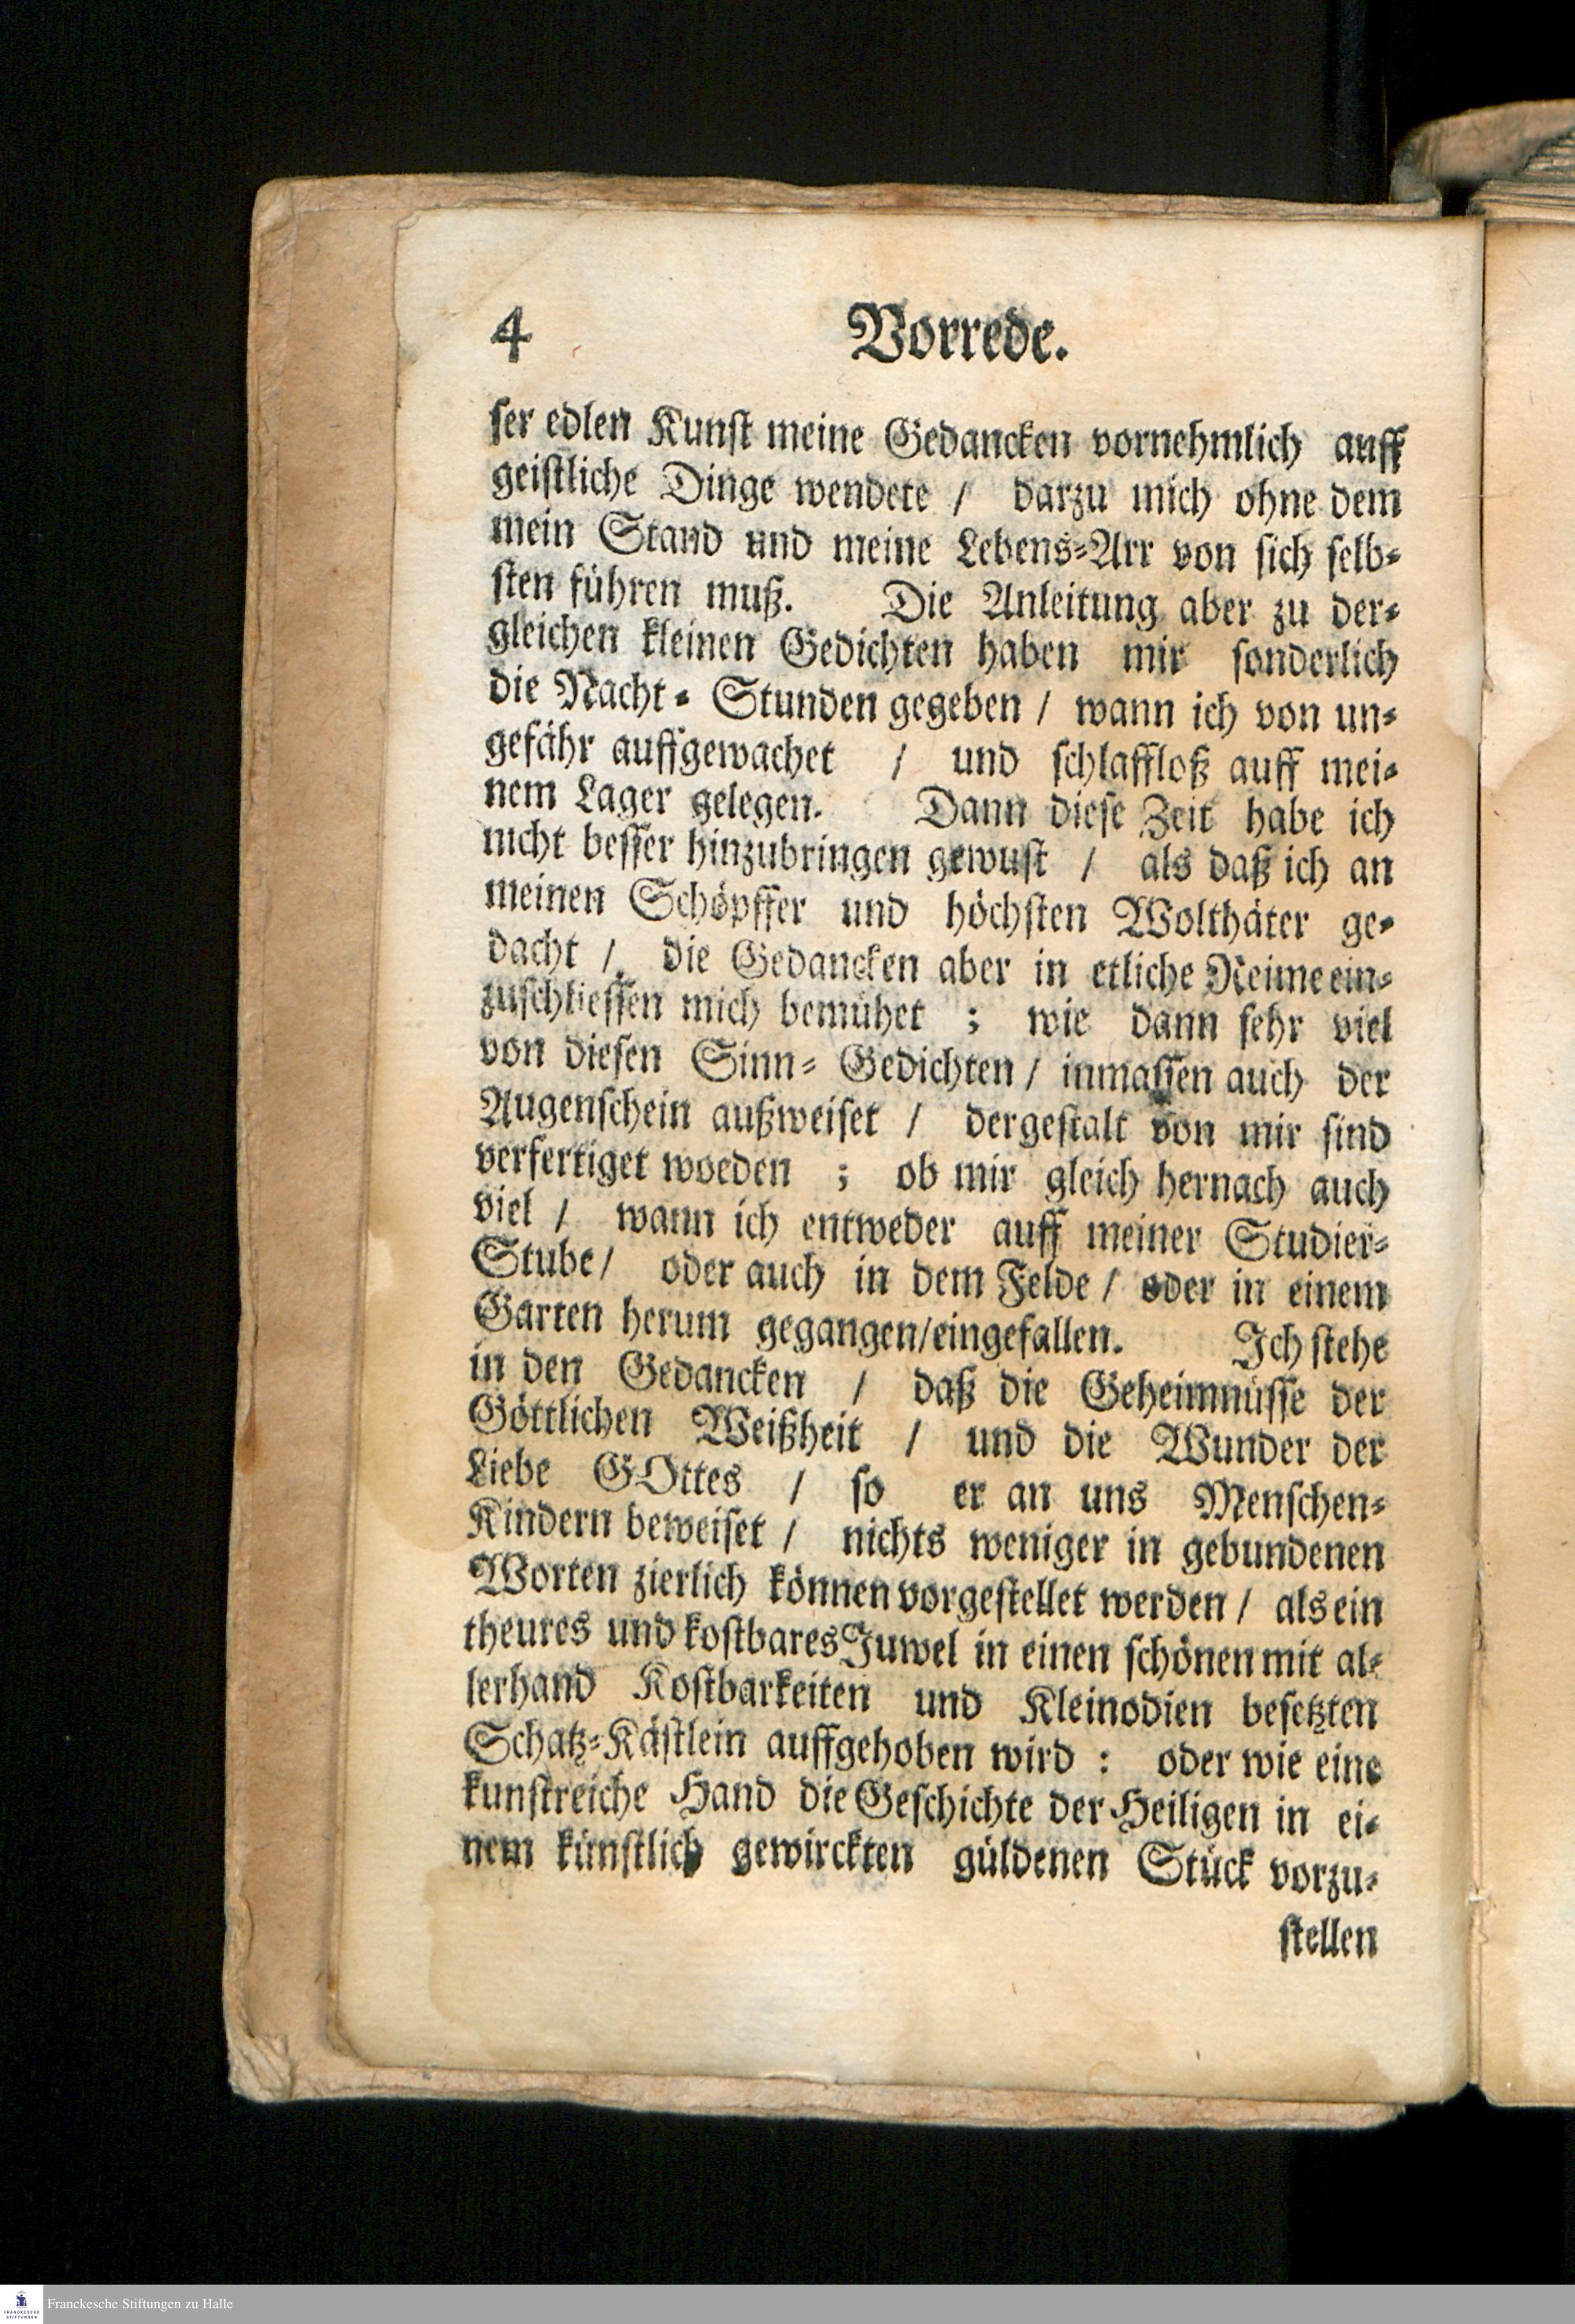 4 Vorrede.
ser edlen Kunst meine Gedancken vornehmlich auff
geistliche Dinge wendete / darzu mich ohne dem
mein Stand und meine Lebens-Arr von sich selb-
sten führen muß. Die Anleitung aber zu der-
gleichen kleinen Gedichten haben mir sonderlich
die Nacht-Stunden gegeben / wann ich von un-
gefähr auffgewachet / und schlaffloß auff mei-
nem Lager gelegen. Dann diese Zeit habe ich
nicht besser hinzubringen gewust / als daß ich an
meinen Schöpffer und höchsten Wolthäter ge-
dacht / die Gedancken aber in etliche Reime ein-
zuschliessen mich bemühet ; wie dann sehr viel
von diesen Sinn-Gedichten / inmassen auch der
Augenschein außweiset / dergestalt von mir sind
verfertiget woeden ; ob mir gleich hernach auch
viel / wann ich entweder auff meiner Studier-
Stube / oder auch in dem Felde / oder in einem
Garten herum gegangen/eingefallen. Ich stehe
in den Gedancken / daß die Geheimnüsse der
Göttlichen Weißheit / und die Wunder der
Liebe GOttes / so er an uns Menschen-
Kindern beweiset / nichts weniger in gebundenen
Worten zierlich können vorgestellet werden / als ein
theures und kostbares Juwel in einen schönen mit al-
lerhand Kostbarkeiten und Kleinodien besetzten
Schatz-Kästlein auffgehoben wird : oder wie eine
kunstreiche Hand die Geschichte der Heiligen in ei-
nem künstlich gewirckten güldenen Stück vorzu-
stellen
Franckesche Stiftungen zu Halle